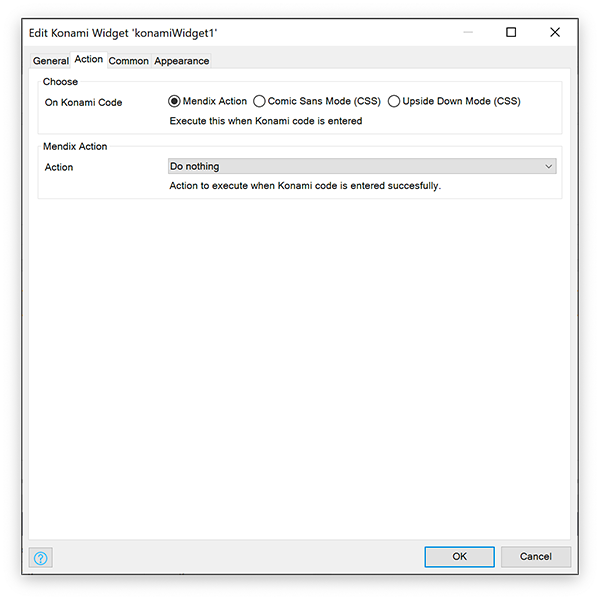 Edit Konami Widget 'konamiWidget1'
General Action Common Appearance
Choose
On Konami Code Mendix Action Comic Sans Mode (CSS) Upside Down Mode (CSS)
Execute this when Konami code is entered
Mendix Action
Action Do nothing
Action to execute when Konami code is entered succesfully.
? OK Cancel